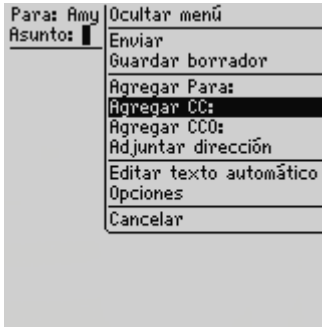 Para: Amy
Asunto:
Ocultar menú
Enviar
Guardar borrador
Agregar Para:
Agregar CC:
Agregar CCO:
Adjuntar dirección
Editar texto automático
Opciones
Cancelar